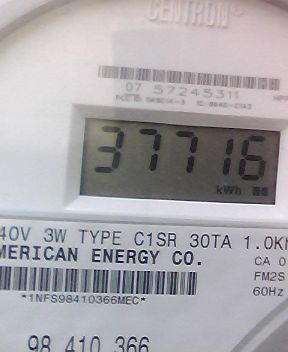 CENTRON®
07 57245311
37716
kWh
40V 3W TYPE C1SR 30TA 1.0K
MERICAN ENERGY CO.
CA 0
FM2S
*1NFS98410366MEC*
60Hz
98 410 366